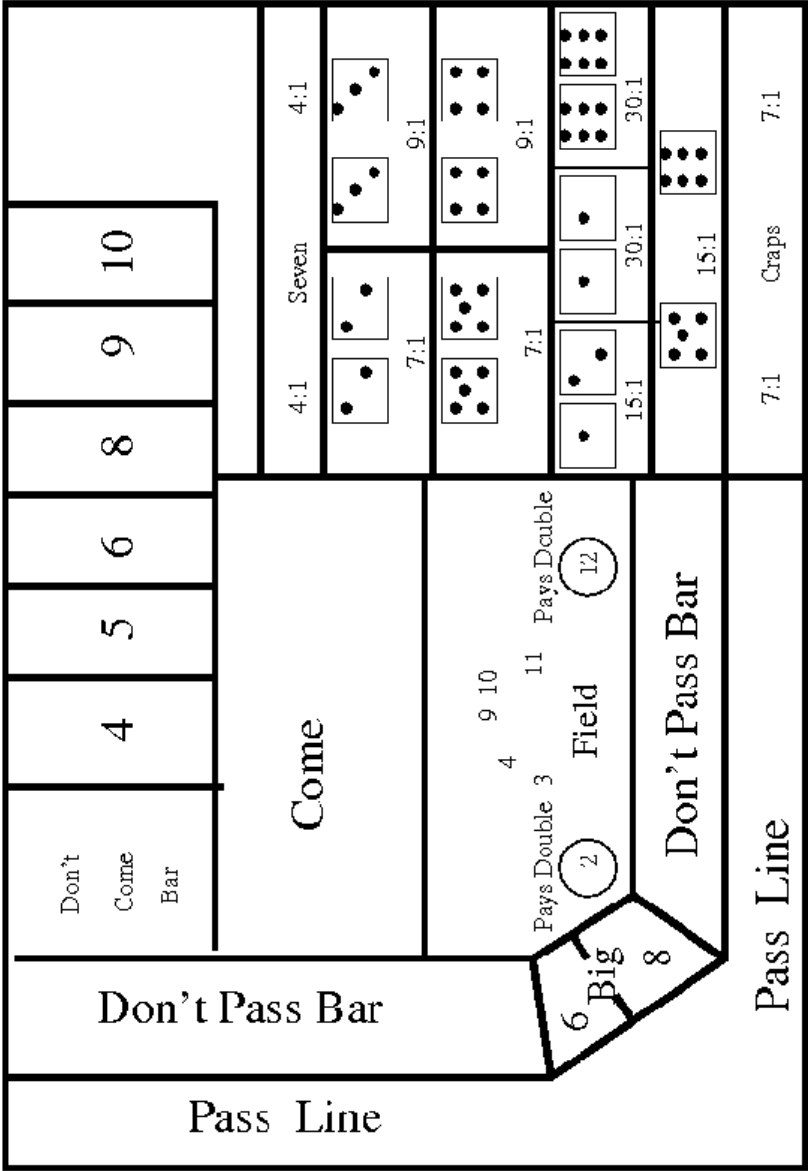 Pass Line
Don't Pass Bar
Don't
Come
Bar
4 5 6 8 9 10
Come
9 10
4
11
Pays Double 3
Pays Double
2
12
Field
6
Big
8
Don't Pass Bar
Pass Line
4:1 Seven 4:1
7:1 9:1
7:1 9:1
15:1 30:1 30:1
15:1
7:1 Craps 7:1